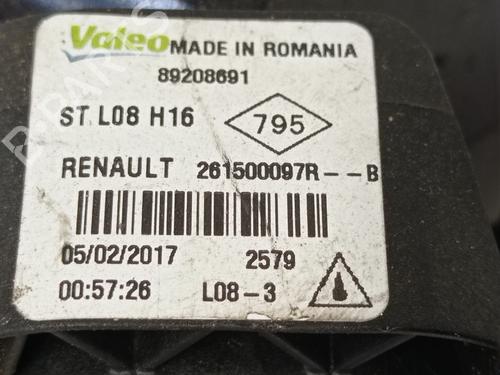 Valeo MADE IN ROMANIA
89208691
ST L08 H16 795
RENAULT 261500097R--B
05/02/2017 2579
00:57:26 L08-3